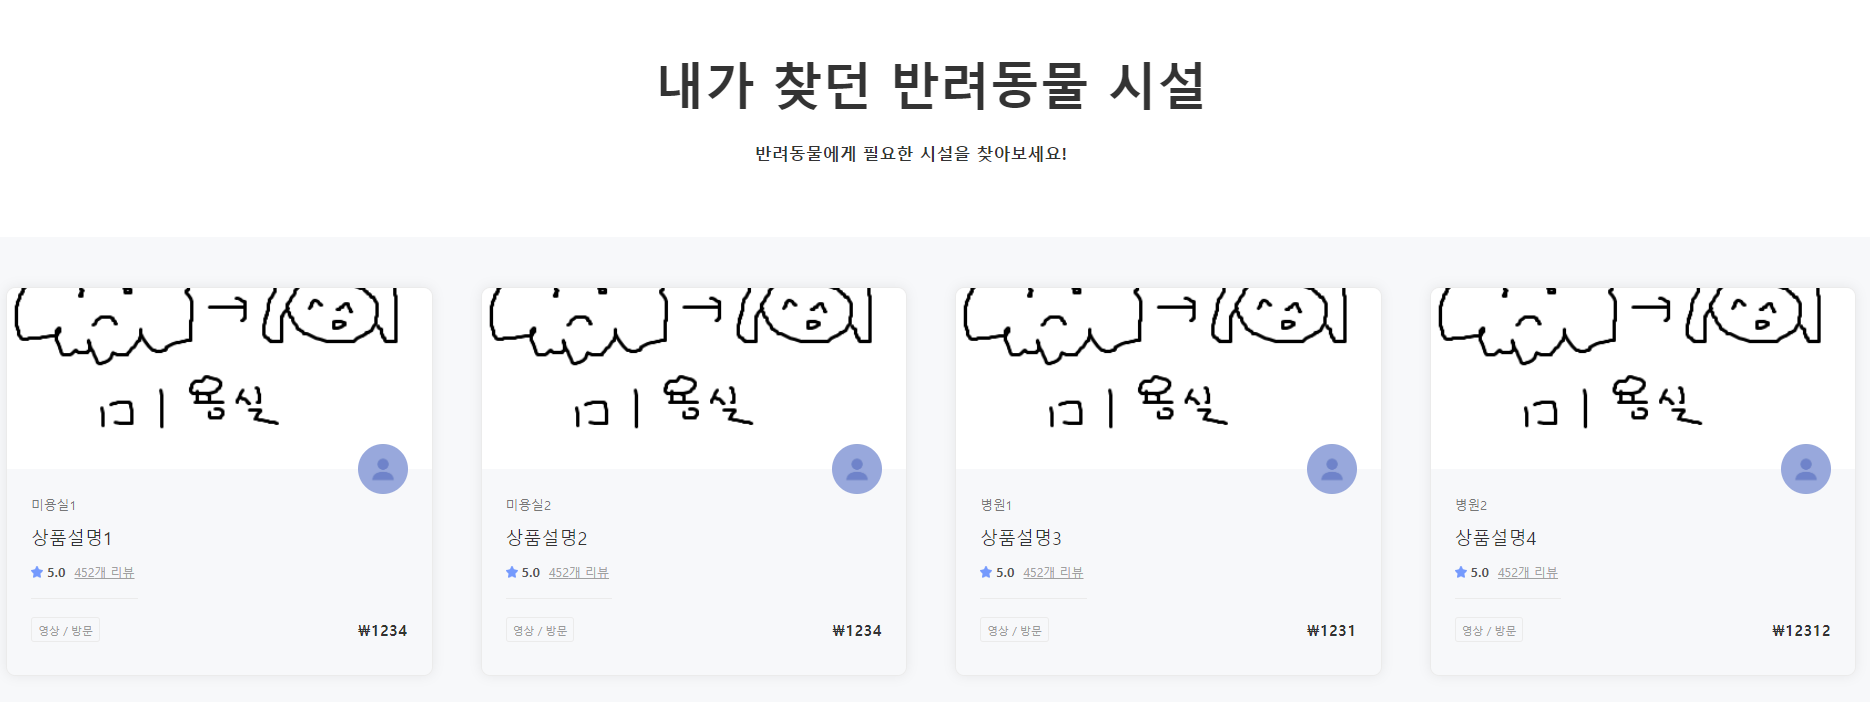 내가 찾던 반려동물 시설
반려동물에게 필요한 시설을 찾아보세요!
미용실
미용실1
상품설명1
5.0 452개 리뷰
영상 / 방문 ₩1234
미용실
미용실2
상품설명2
5.0 452개 리뷰
영상 / 방문 ₩1234
미용실
병원1
상품설명3
5.0 452개 리뷰
영상 / 방문 ₩1231
미용실
병원2
상품설명4
5.0 452개 리뷰
영상 / 방문 ₩12312